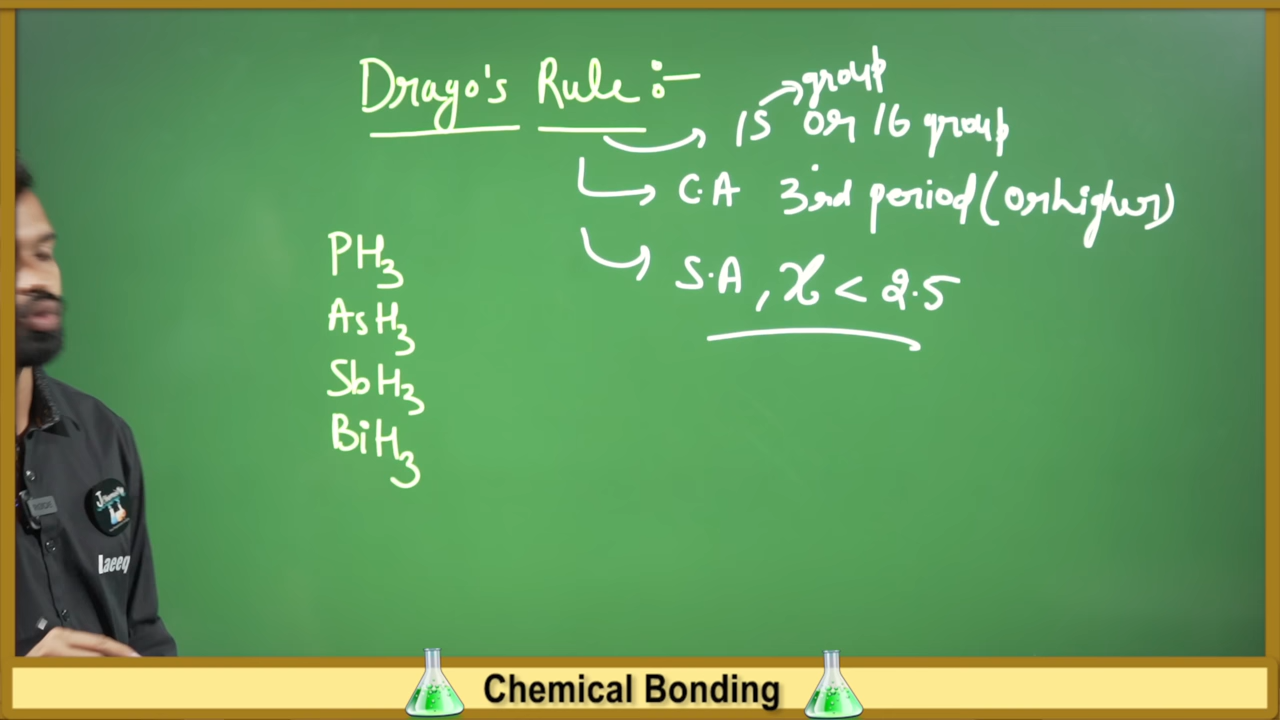 Drago's Rule :-
group
15 or 16 group
C.A 3rd period (or higher)
S.A, x < 2.5
PH3
AsH3
SbH3
BiH3
laeeq
Chemical Bonding